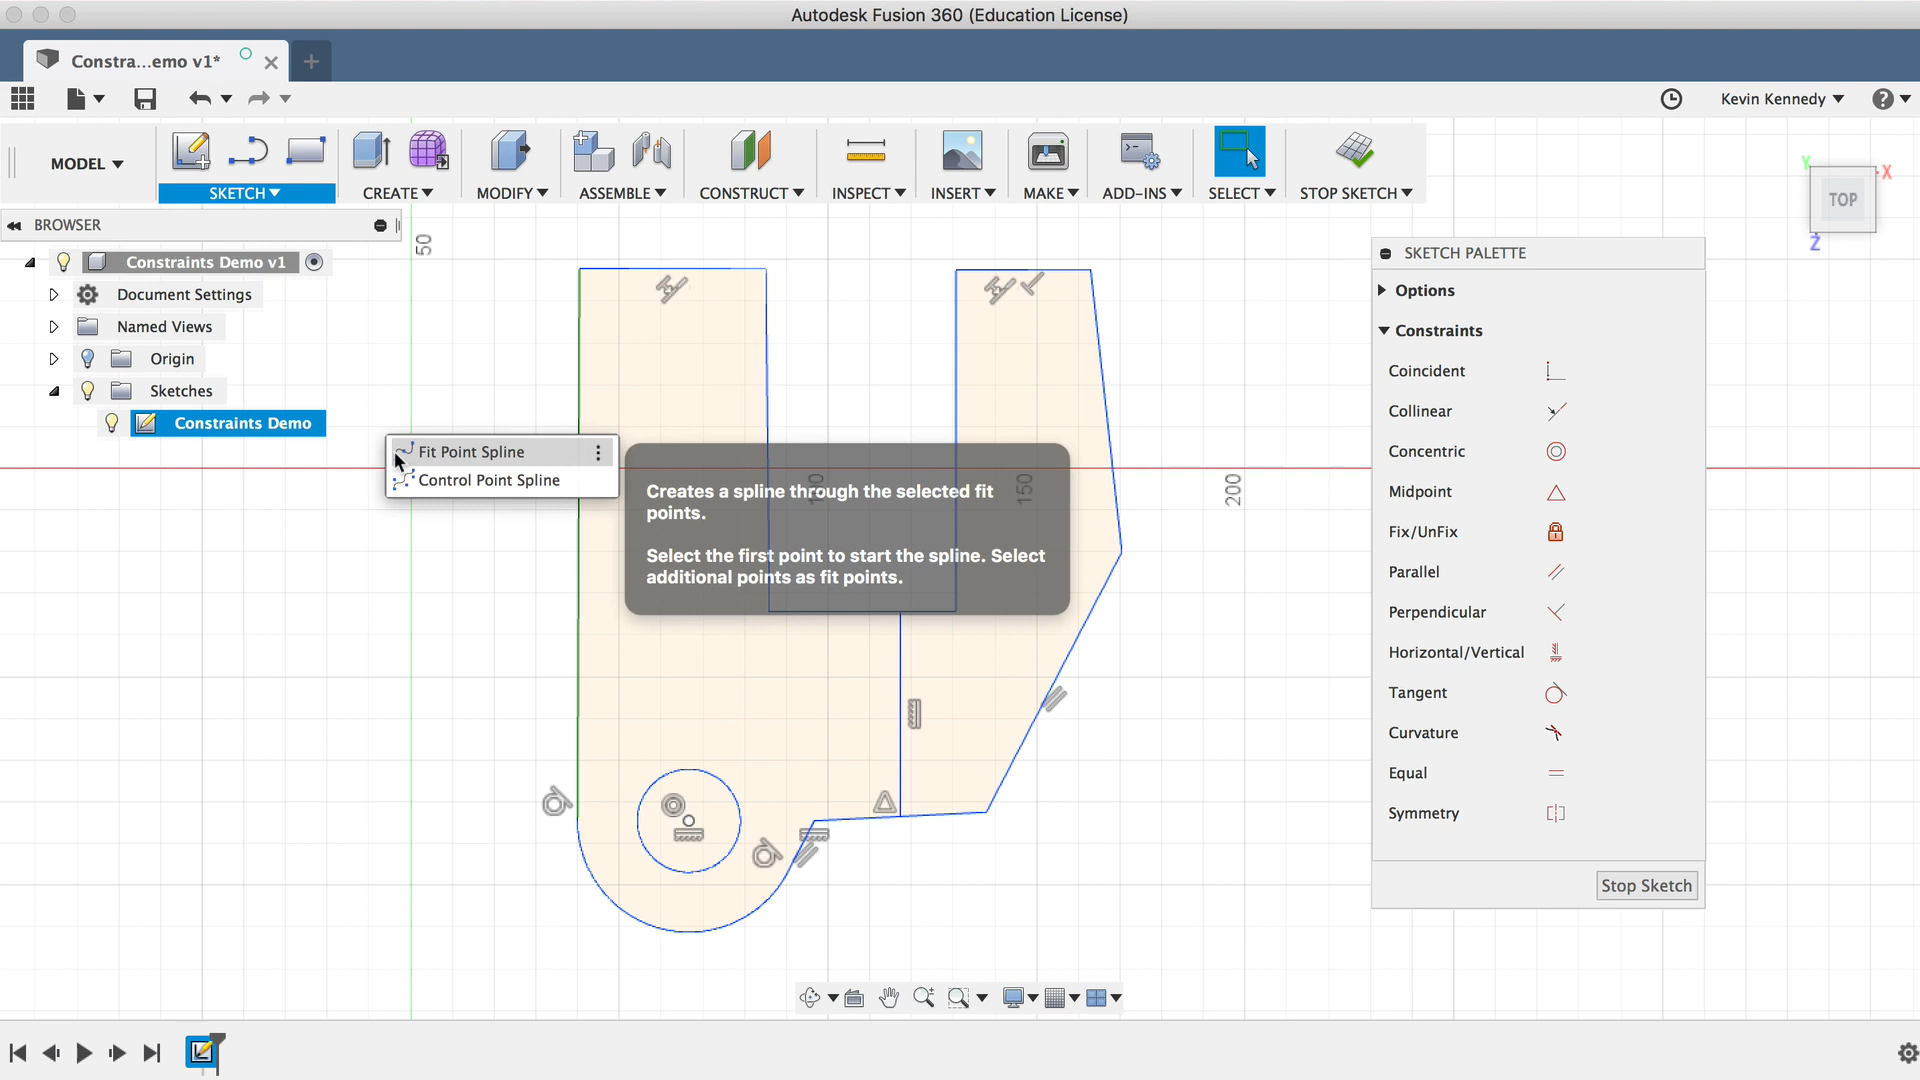 Autodesk Fusion 360 (Education License)
Constra...emo v1*
Kevin Kennedy
MODEL
SKETCH
CREATE
MODIFY
ASSEMBLE
CONSTRUCT
INSPECT
INSERT
MAKE
ADD-INS
SELECT
STOP SKETCH
Y
X
TOP
Z
BROWSER
50
Constraints Demo v1
Document Settings
Named Views
Origin
Sketches
Constraints Demo
Fit Point Spline
Control Point Spline
Creates a spline through the selected fit
points.
Select the first point to start the spline. Select
additional points as fit points.
150
200
SKETCH PALETTE
Options
Constraints
Coincident
Collinear
Concentric
Midpoint
Fix/UnFix
Parallel
Perpendicular
Horizontal/Vertical
Tangent
Curvature
Equal
Symmetry
Stop Sketch